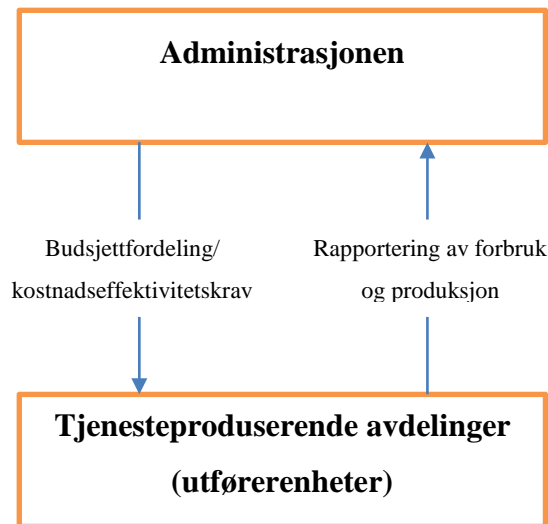 Administrasjonen
Budsjettfordeling/
kostnadseffektivitetskrav
Rapportering av forbruk
og produksjon
Tjenesteproduserende avdelinger
(utførerenheter)